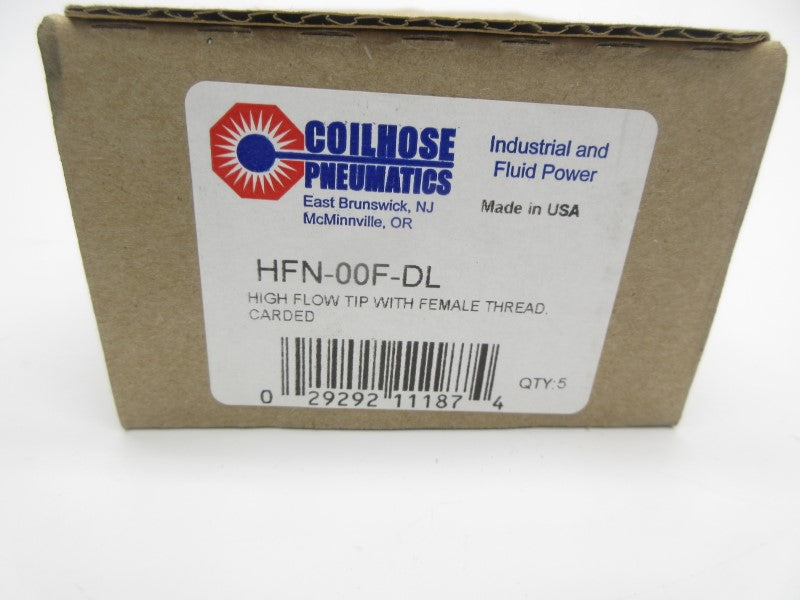 COILHOSE
PNEUMATICS
East Brunswick, NJ
McMinnville, OR
Industrial and
Fluid Power
Made in USA
HFN-00F-DL
HIGH FLOW TIP WITH FEMALE THREAD,
CARDED
QTY: 5
0 29292 11187 4